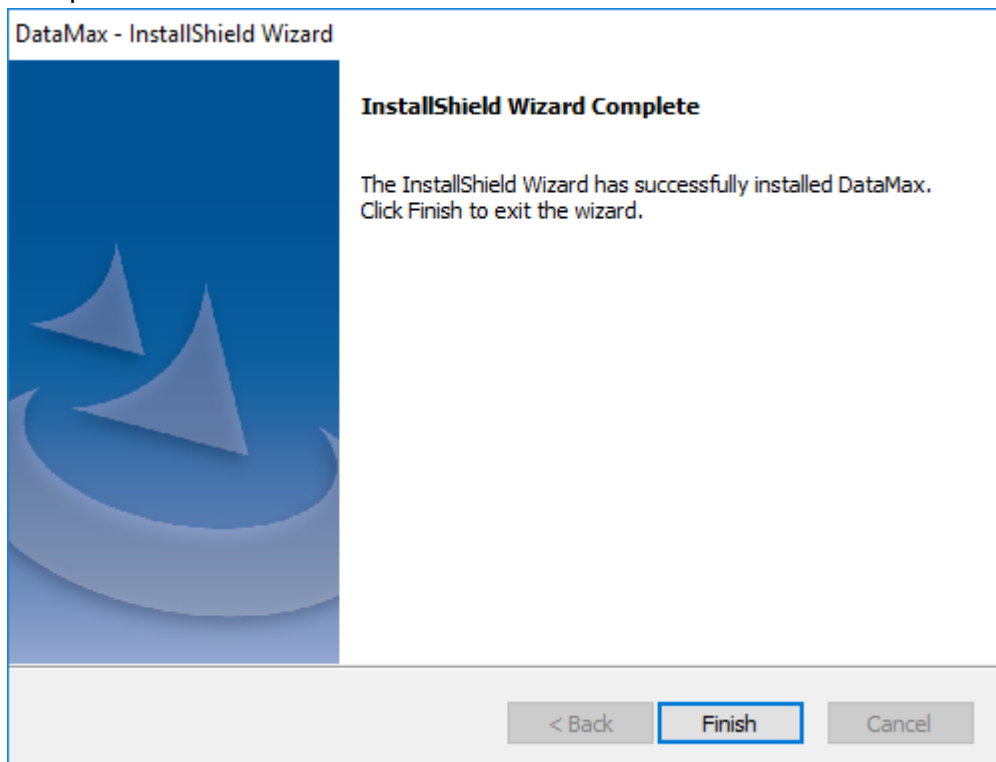 DataMax - InstallShield Wizard
InstallShield Wizard Complete
The InstallShield Wizard has successfully installed DataMax.
Click Finish to exit the wizard.
< Back
Finish
Cancel